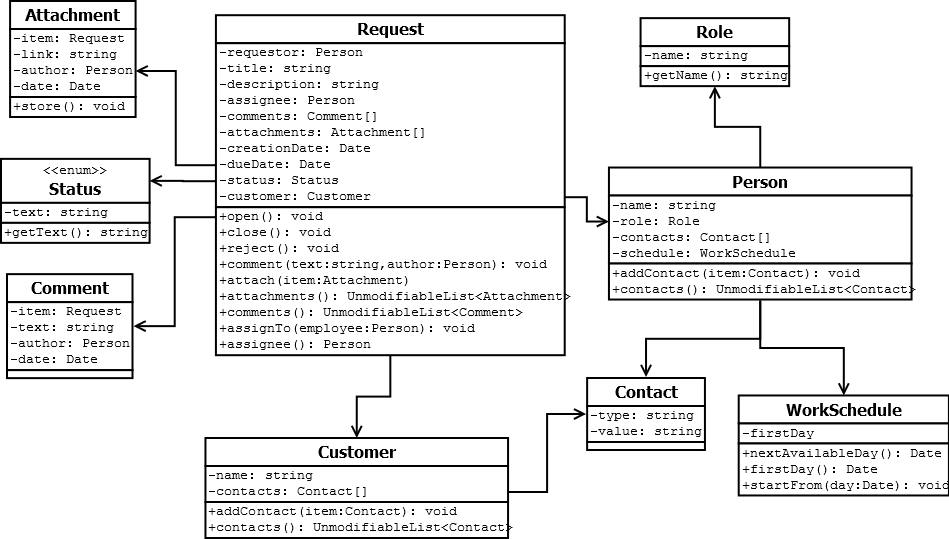 Attachment
-item: Request
-link: string
-author: Person
-date: Date
+store(): void
<<enum>>
Status
-text: string
+getText(): string
Comment
-item: Request
-text: string
-author: Person
-date: Date
Request
-requestor: Person
-title: string
-description: string
-assignee: Person
-comments: Comment[]
-attachments: Attachment[]
-creationDate: Date
-dueDate: Date
-status: Status
-customer: Customer
+open(): void
+close(): void
+reject(): void
+comment(text:string,author:Person): void
+attach(item:Attachment)
+attachments(): UnmodifiableList<Attachment>
+comments(): UnmodifiableList<Comment>
+assignTo(employee:Person): void
+assignee(): Person
Customer
-name: string
-contacts: Contact[]
+addContact(item:Contact): void
+contacts(): UnmodifiableList<Contact>
Role
-name: string
+getName(): string
Person
-name: string
-role: Role
-contacts: Contact[]
-schedule: WorkSchedule
+addContact(item:Contact): void
+contacts(): UnmodifiableList<Contact>
Contact
-type: string
-value: string
WorkSchedule
-firstDay
+nextAvailableDay(): Date
+firstDay(): Date
+startFrom(day:Date): void